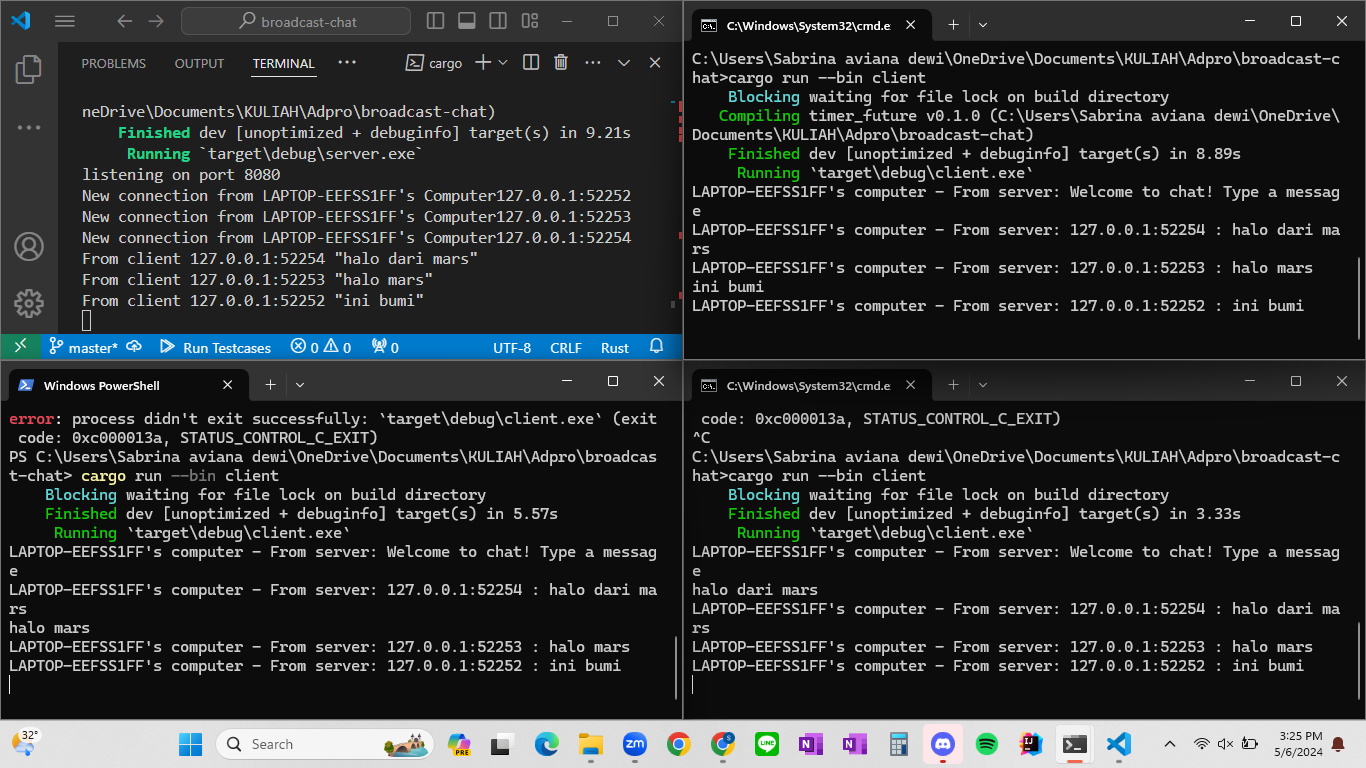 broadcast-chat
PROBLEMS OUTPUT TERMINAL ··· cargo
neDrive\Documents\KULIAH\Adpro\broadcast-chat)
Finished dev [unoptimized + debuginfo] target(s) in 9.21s
Running `target\debug\server.exe`
listening on port 8080
New connection from LAPTOP-EEFSS1FF's Computer127.0.0.1:52252
New connection from LAPTOP-EEFSS1FF's Computer127.0.0.1:52253
New connection from LAPTOP-EEFSS1FF's Computer127.0.0.1:52254
From client 127.0.0.1:52254 "halo dari mars"
From client 127.0.0.1:52253 "halo mars"
From client 127.0.0.1:52252 "ini bumi"
master* Run Testcases 0 0 0 UTF-8 CRLF Rust
C:\Windows\System32\cmd.e
C:\Users\Sabrina aviana dewi\OneDrive\Documents\KULIAH\Adpro\broadcast-c
hat>cargo run --bin client
Blocking waiting for file lock on build directory
Compiling timer_future v0.1.0 (C:\Users\Sabrina aviana dewi\OneDrive\
Documents\KULIAH\Adpro\broadcast-chat)
Finished dev [unoptimized + debuginfo] target(s) in 8.89s
Running `target\debug\client.exe`
LAPTOP-EEFSS1FF's computer - From server: Welcome to chat! Type a messag
e
LAPTOP-EEFSS1FF's computer - From server: 127.0.0.1:52254 : halo dari ma
rs
LAPTOP-EEFSS1FF's computer - From server: 127.0.0.1:52253 : halo mars
ini bumi
LAPTOP-EEFSS1FF's computer - From server: 127.0.0.1:52252 : ini bumi
Windows PowerShell
error: process didn't exit successfully: `target\debug\client.exe` (exit
code: 0xc000013a, STATUS_CONTROL_C_EXIT)
PS C:\Users\Sabrina aviana dewi\OneDrive\Documents\KULIAH\Adpro\broadcas
t-chat> cargo run --bin client
Blocking waiting for file lock on build directory
Finished dev [unoptimized + debuginfo] target(s) in 5.57s
Running `target\debug\client.exe`
LAPTOP-EEFSS1FF's computer - From server: Welcome to chat! Type a messag
e
LAPTOP-EEFSS1FF's computer - From server: 127.0.0.1:52254 : halo dari ma
rs
halo mars
LAPTOP-EEFSS1FF's computer - From server: 127.0.0.1:52253 : halo mars
LAPTOP-EEFSS1FF's computer - From server: 127.0.0.1:52252 : ini bumi
C:\Windows\System32\cmd.e
code: 0xc000013a, STATUS_CONTROL_C_EXIT)
^C
C:\Users\Sabrina aviana dewi\OneDrive\Documents\KULIAH\Adpro\broadcast-c
hat>cargo run --bin client
Blocking waiting for file lock on build directory
Finished dev [unoptimized + debuginfo] target(s) in 3.33s
Running `target\debug\client.exe`
LAPTOP-EEFSS1FF's computer - From server: Welcome to chat! Type a messag
e
halo dari mars
LAPTOP-EEFSS1FF's computer - From server: 127.0.0.1:52254 : halo dari ma
rs
LAPTOP-EEFSS1FF's computer - From server: 127.0.0.1:52253 : halo mars
LAPTOP-EEFSS1FF's computer - From server: 127.0.0.1:52252 : ini bumi
32°
Search
PRE
zm
S
LINE
N
N
IJ
3:25 PM
5/6/2024